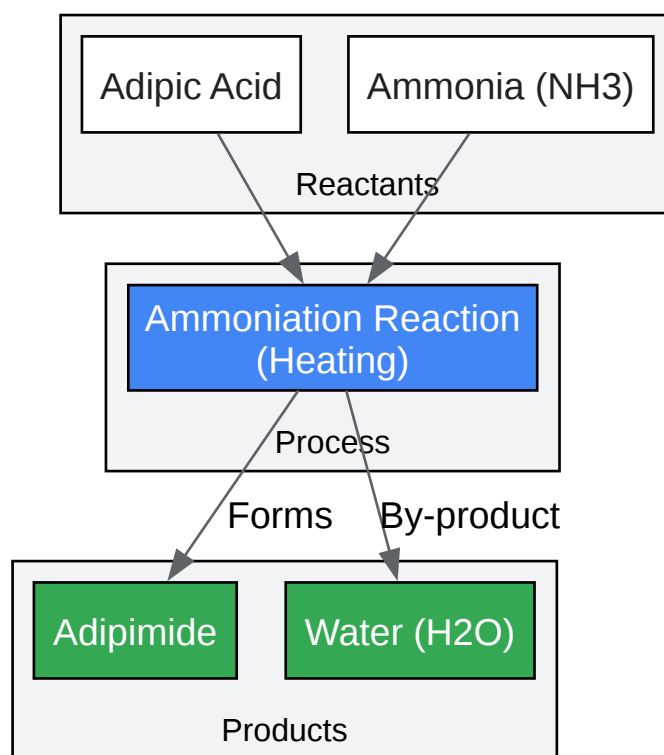 Adipic Acid
Ammonia (NH3)
Reactants
Ammoniation Reaction
(Heating)
Process
Forms
By-product
Adipimide
Water (H2O)
Products